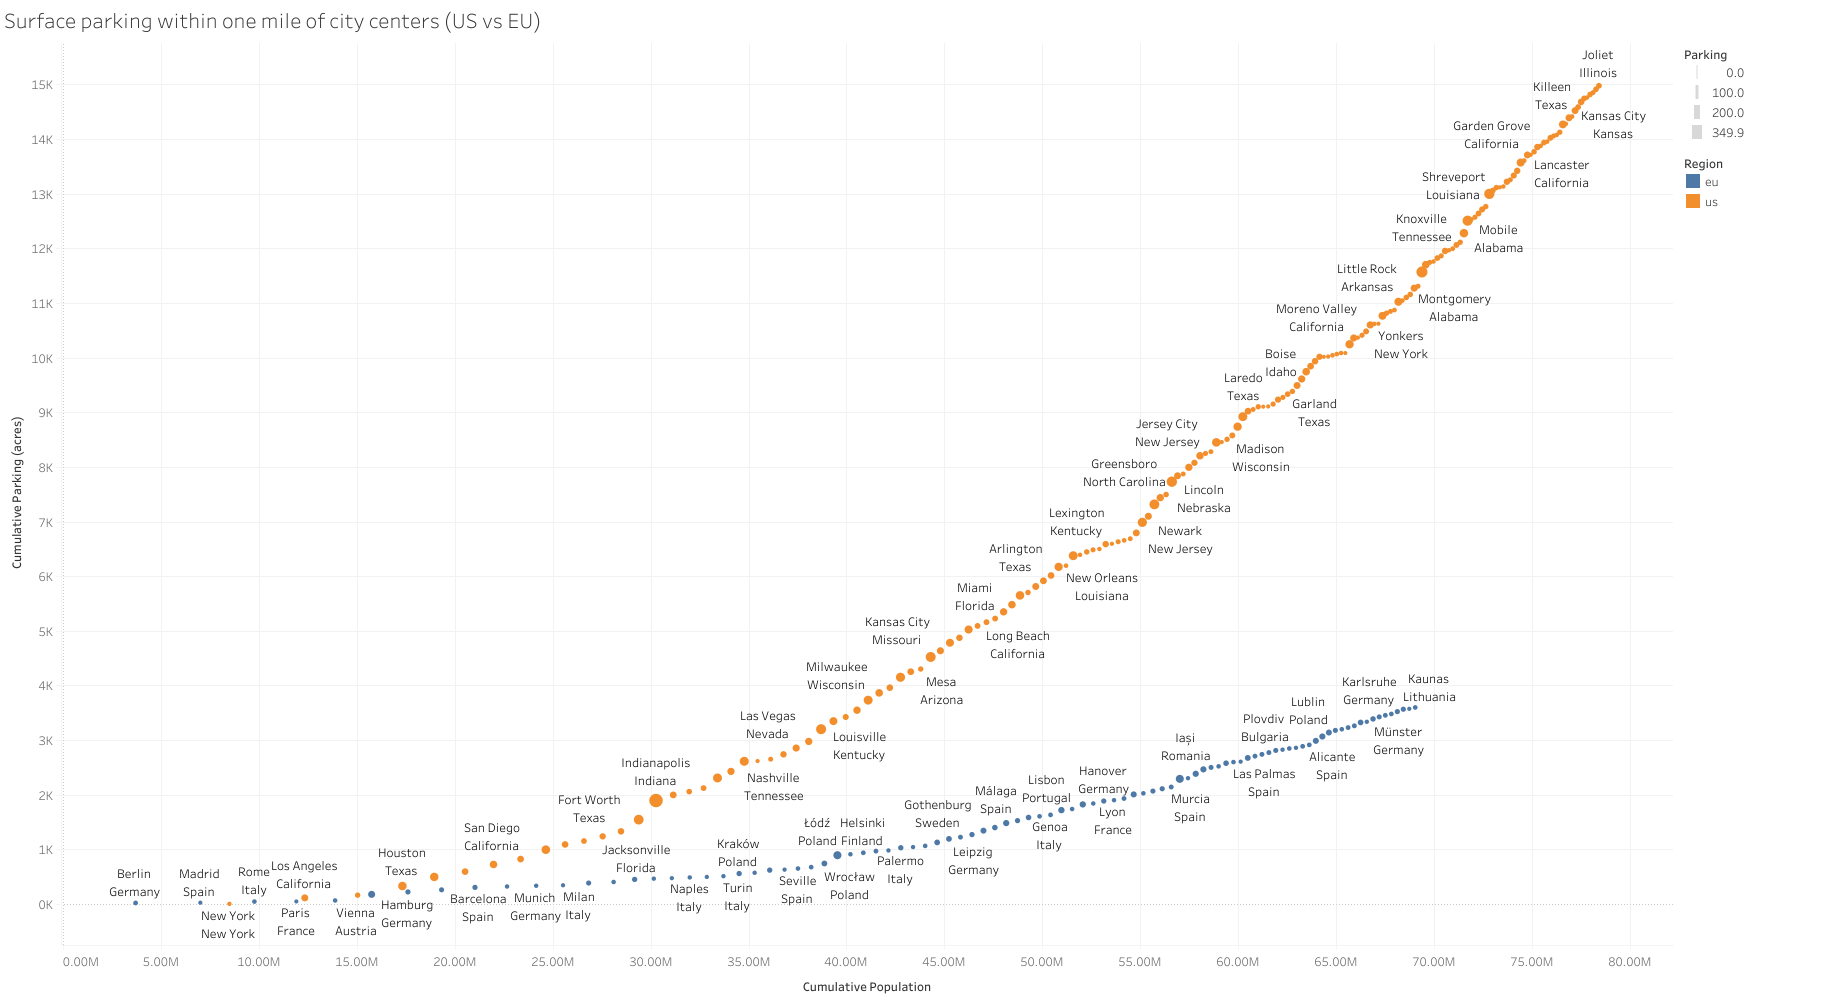 Surface parking within one mile of city centers (US vs EU)
Parking
0.0
100.0
200.0
349.9
Region
eu
us
Cumulative Parking (acres)
15K
14K
13K
12K
11K
10K
9K
8K
7K
6K
5K
4K
3K
2K
1K
0K
Joliet
Illinois
Killeen
Texas
Kansas City
Kansas
Garden Grove
California
Lancaster
California
Shreveport
Louisiana
Knoxville
Tennessee
Mobile
Alabama
Little Rock
Arkansas
Montgomery
Alabama
Moreno Valley
California
Yonkers
New York
Boise
Idaho
Laredo
Texas
Garland
Texas
Jersey City
New Jersey
Madison
Wisconsin
Greensboro
North Carolina
Lincoln
Nebraska
Lexington
Kentucky
Newark
New Jersey
Arlington
Texas
New Orleans
Louisiana
Miami
Florida
Kansas City
Missouri
Long Beach
California
Milwaukee
Wisconsin
Mesa
Arizona
Las Vegas
Nevada
Louisville
Kentucky
Indianapolis
Indiana
Nashville
Tennessee
Fort Worth
Texas
San Diego
California
Jacksonville
Florida
Houston
Texas
Los Angeles
California
New York
New York
Karlsruhe
Germany
Kaunas
Lithuania
Lublin
Poland
Münster
Germany
Plovdiv
Bulgaria
Alicante
Spain
Iași
Romania
Las Palmas
Spain
Hanover
Germany
Murcia
Spain
Lisbon
Portugal
Lyon
France
Málaga
Spain
Genoa
Italy
Gothenburg
Sweden
Leipzig
Germany
Łódź
Poland
Helsinki
Finland
Palermo
Italy
Wrocław
Poland
Kraków
Poland
Seville
Spain
Turin
Italy
Naples
Italy
Milan
Italy
Munich
Germany
Barcelona
Spain
Hamburg
Germany
Vienna
Austria
Paris
France
Rome
Italy
Madrid
Spain
Berlin
Germany
0.00M
5.00M
10.00M
15.00M
20.00M
25.00M
30.00M
35.00M
40.00M
45.00M
50.00M
55.00M
60.00M
65.00M
70.00M
75.00M
80.00M
Cumulative Population